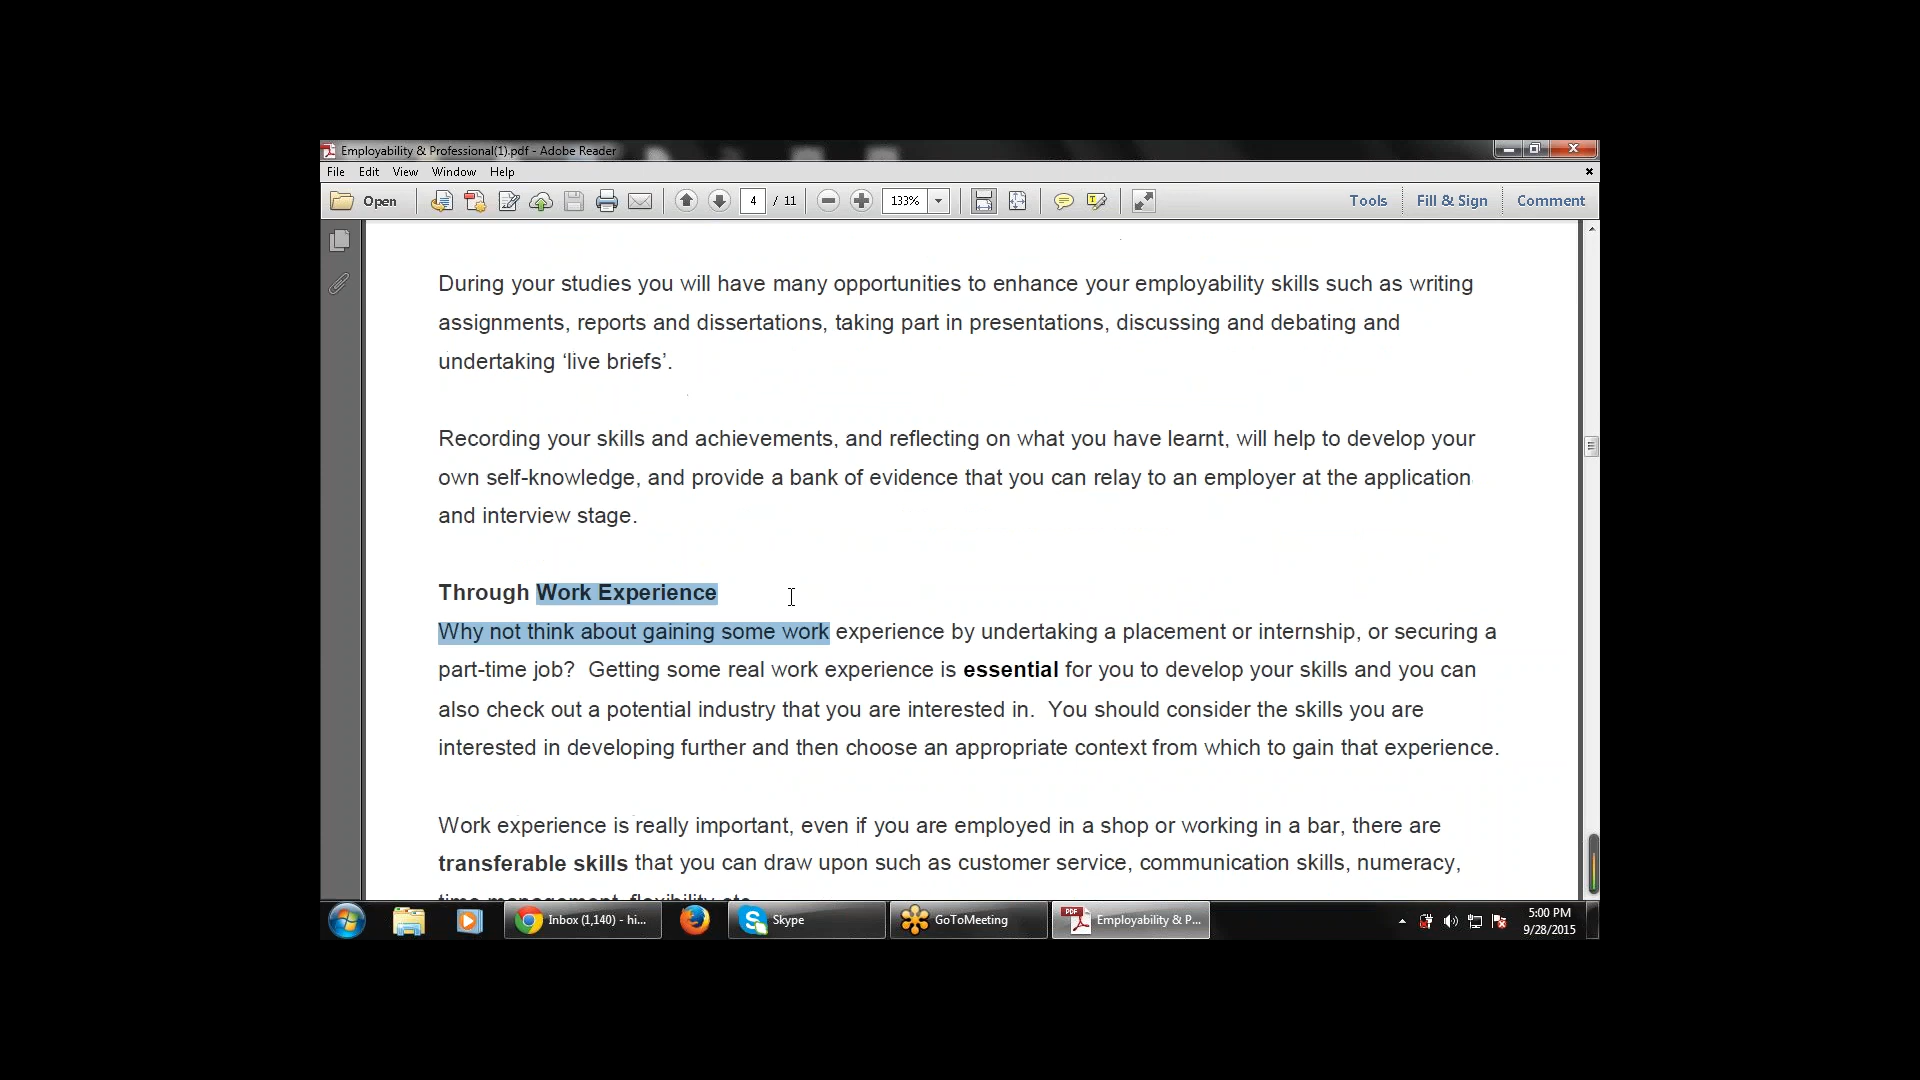 Employability & Professional(1).pdf - Adobe Reader
File Edit View Window Help
Open 4 / 11 133% Tools Fill & Sign Comment
During your studies you will have many opportunities to enhance your employability skills such as writing
assignments, reports and dissertations, taking part in presentations, discussing and debating and
undertaking ‘live briefs’.
Recording your skills and achievements, and reflecting on what you have learnt, will help to develop your
own self-knowledge, and provide a bank of evidence that you can relay to an employer at the application
and interview stage.
Through Work Experience
Why not think about gaining some work experience by undertaking a placement or internship, or securing a
part-time job? Getting some real work experience is essential for you to develop your skills and you can
also check out a potential industry that you are interested in. You should consider the skills you are
interested in developing further and then choose an appropriate context from which to gain that experience.
Work experience is really important, even if you are employed in a shop or working in a bar, there are
transferable skills that you can draw upon such as customer service, communication skills, numeracy,
time management, flexibility etc.
Inbox (1,140) - hi... Skype GoToMeeting Employability & P... 5:00 PM
9/28/2015